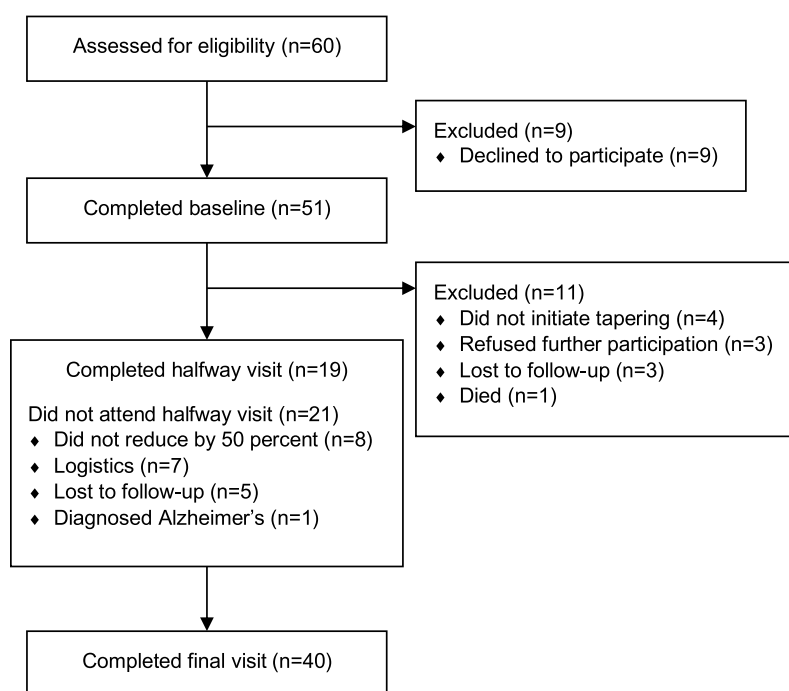 Assessed for eligibility (n=60)
Excluded (n=9)
♦ Declined to participate (n=9)
Completed baseline (n=51)
Excluded (n=11)
♦ Did not initiate tapering (n=4)
♦ Refused further participation (n=3)
♦ Lost to follow-up (n=3)
♦ Died (n=1)
Completed halfway visit (n=19)
Did not attend halfway visit (n=21)
♦ Did not reduce by 50 percent (n=8)
♦ Logistics (n=7)
♦ Lost to follow-up (n=5)
♦ Diagnosed Alzheimer’s (n=1)
Completed final visit (n=40)